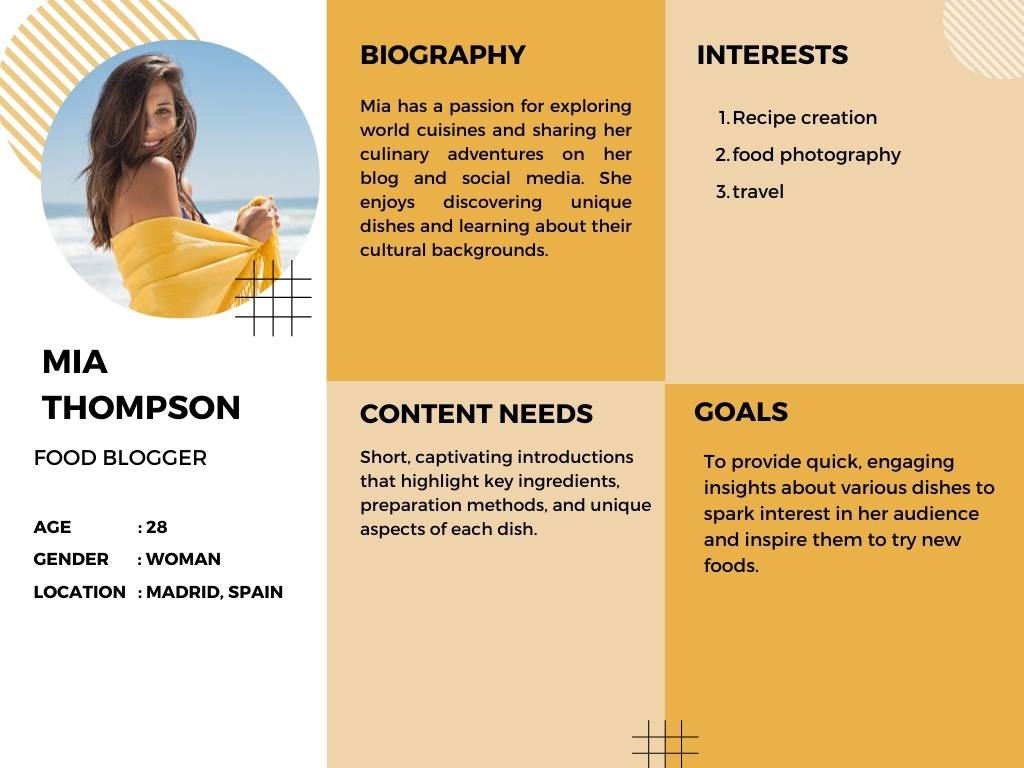 MIA
THOMPSON
FOOD BLOGGER
AGE : 28
GENDER : WOMAN
LOCATION : MADRID, SPAIN
BIOGRAPHY
Mia has a passion for exploring
world cuisines and sharing her
culinary adventures on her
blog and social media. She
enjoys discovering unique
dishes and learning about their
cultural backgrounds.
INTERESTS
1. Recipe creation
2. food photography
3. travel
CONTENT NEEDS
Short, captivating introductions
that highlight key ingredients,
preparation methods, and unique
aspects of each dish.
GOALS
To provide quick, engaging
insights about various dishes to
spark interest in her audience
and inspire them to try new
foods.